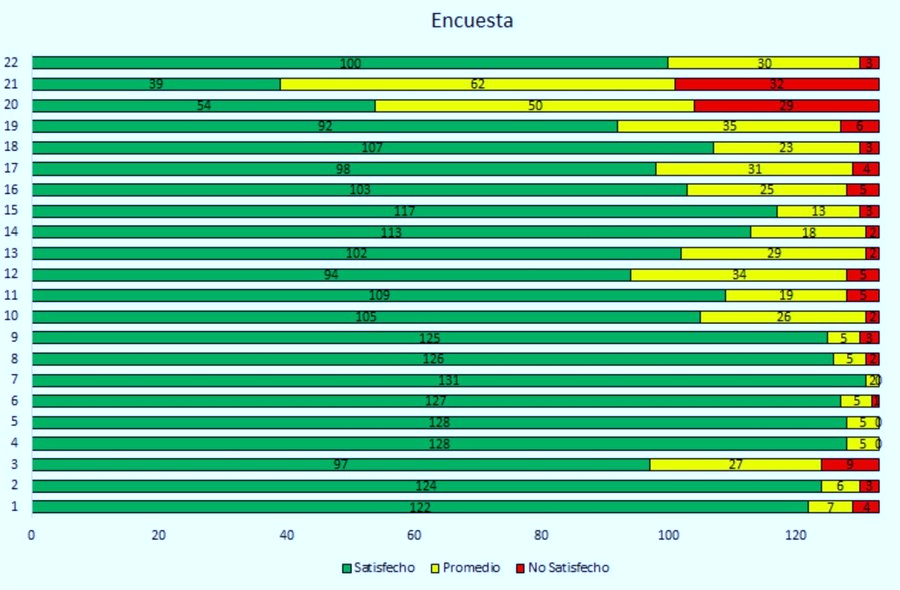 Encuesta
22 100 30 3
21 39 62 32
20 54 50 29
19 92 35 6
18 107 23 3
17 98 31 4
16 103 25 5
15 117 13 3
14 113 18 2
13 102 29 2
12 94 34 5
11 109 19 5
10 105 26 2
9 125 5 3
8 126 5 2
7 131 2 0
6 127 5 1
5 128 5 0
4 128 5 0
3 97 27 9
2 124 6 3
1 122 7 4
0 20 40 60 80 100 120
Satisfecho Promedio No Satisfecho